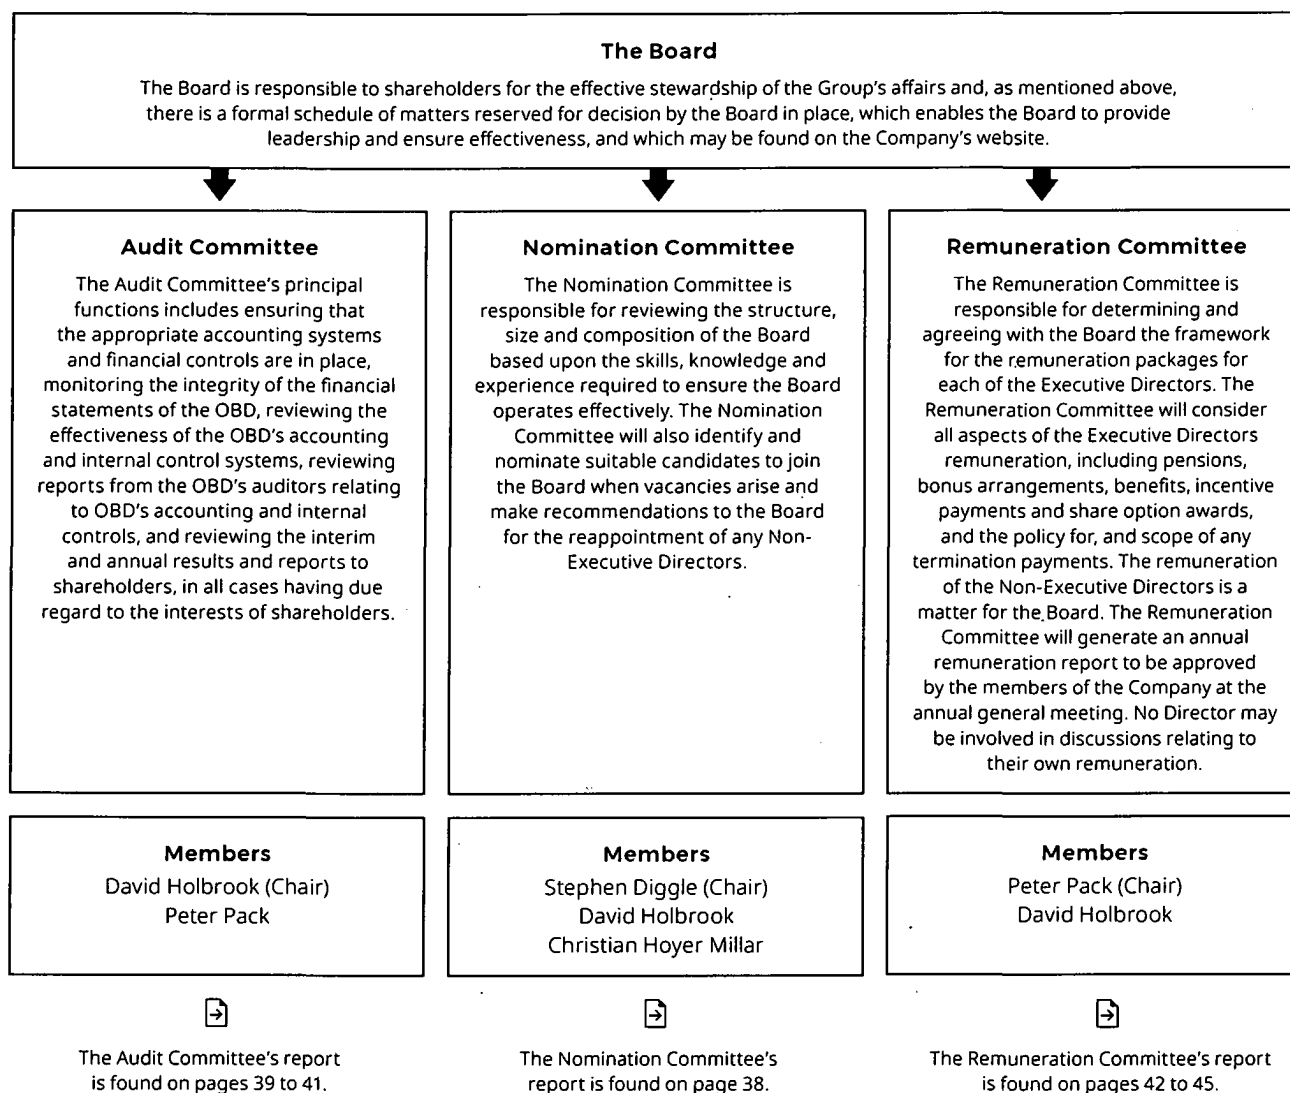 The Board
The Board is responsible to shareholders for the effective stewardship of the Group's affairs and, as mentioned above,
there is a formal schedule of matters reserved for decision by the Board in place, which enables the Board to provide
leadership and ensure effectiveness, and which may be found on the Company's website.
Audit Committee
The Audit Committee's principal
functions includes ensuring that
the appropriate accounting systems
and financial controls are in place,
monitoring the integrity of the financial
statements of the OBD, reviewing the
effectiveness of the OBD's accounting
and internal control systems, reviewing
reports from the OBD's auditors relating
to OBD's accounting and internal
controls, and reviewing the interim
and annual results and reports to
shareholders, in all cases having due
regard to the interests of shareholders.
Nomination Committee
The Nomination Committee is
responsible for reviewing the structure,
size and composition of the Board
based upon the skills, knowledge and
experience required to ensure the Board
operates effectively. The Nomination
Committee will also identify and
nominate suitable candidates to join
the Board when vacancies arise and
make recommendations to the Board
for the reappointment of any Non-
Executive Directors.
Remuneration Committee
The Remuneration Committee is
responsible for determining and
agreeing with the Board the framework
for the remuneration packages for
each of the Executive Directors. The
Remuneration Committee will consider
all aspects of the Executive Directors
remuneration, including pensions,
bonus arrangements, benefits, incentive
payments and share option awards,
and the policy for, and scope of any
termination payments. The remuneration
of the Non-Executive Directors is a
matter for the Board. The Remuneration
Committee will generate an annual
remuneration report to be approved
by the members of the Company at the
annual general meeting. No Director may
be involved in discussions relating to
their own remuneration.
Members
David Holbrook (Chair)
Peter Pack
Members
Stephen Diggle (Chair)
David Holbrook
Christian Hoyer Millar
Members
Peter Pack (Chair)
David Holbrook
The Audit Committee's report
is found on pages 39 to 41.
The Nomination Committee's
report is found on page 38.
The Remuneration Committee's report
is found on pages 42 to 45.